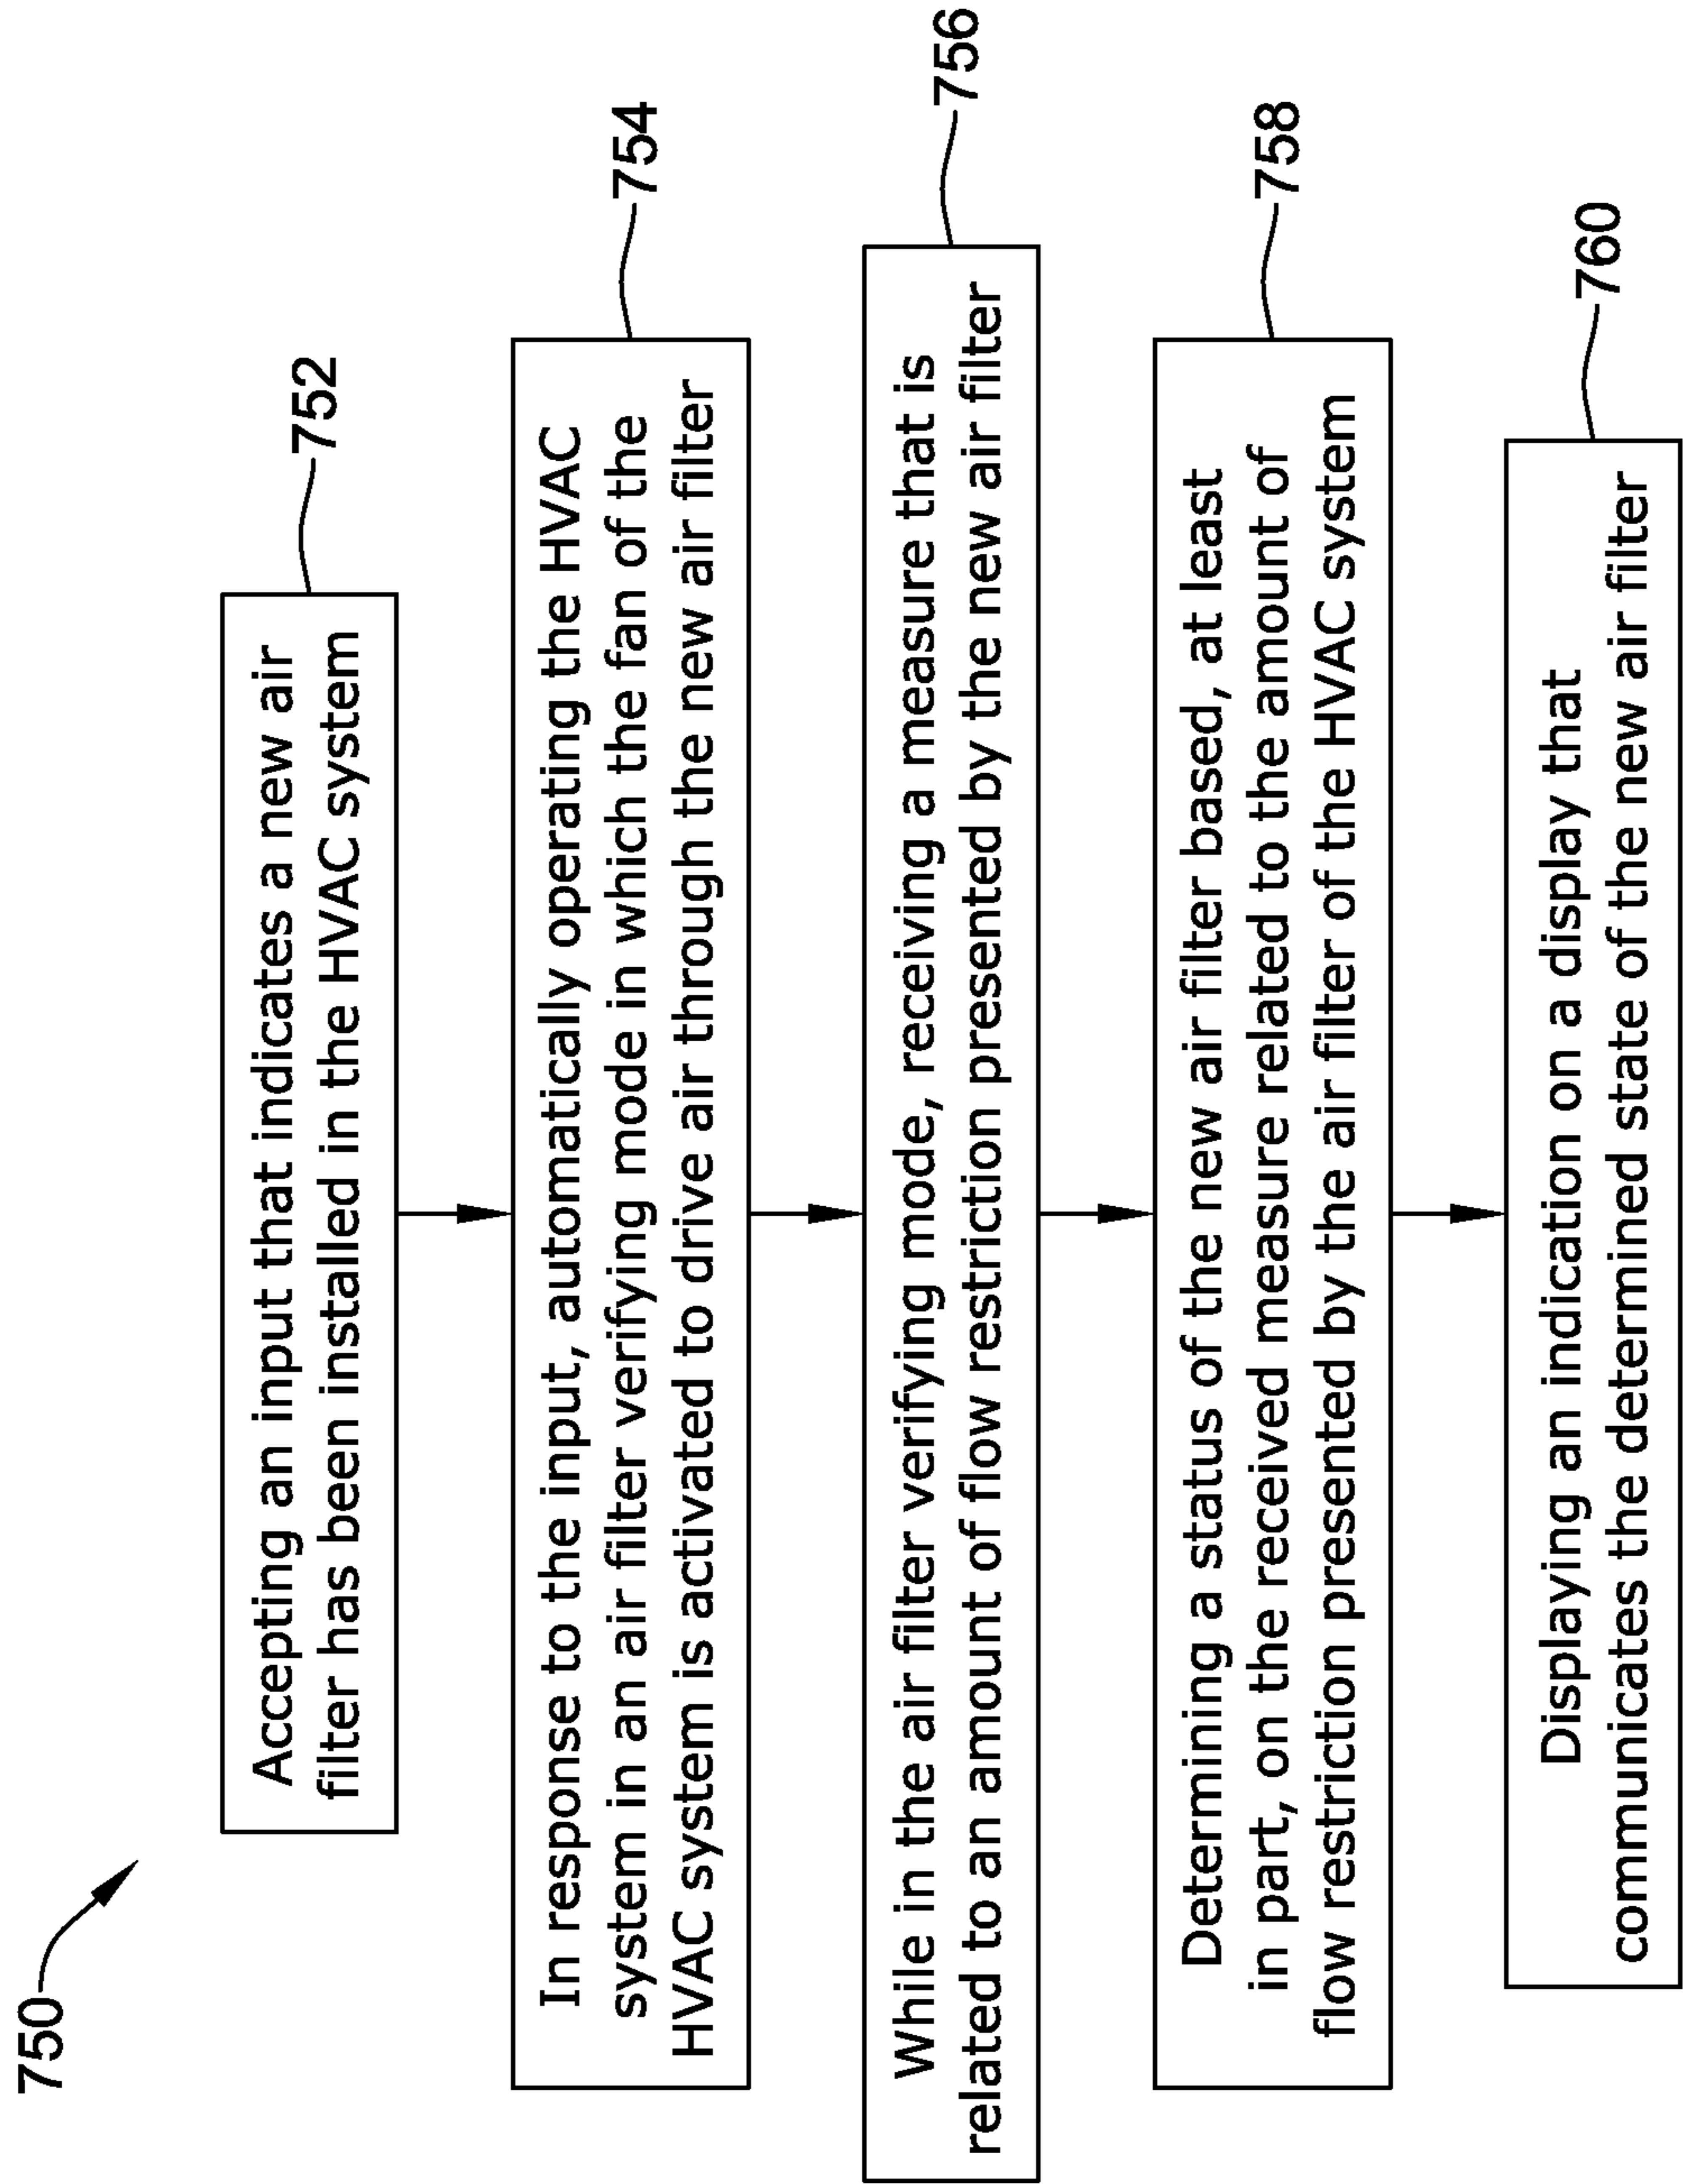 750
Accepting an input that indicates a new air
filter has been installed in the HVAC system
752
In response to the input, automatically operating the HVAC
system in an air filter verifying mode in which the fan of the
HVAC system is activated to drive air through the new air filter
754
While in the air filter verifying mode, receiving a measure that is
related to an amount of flow restriction presented by the new air filter
756
Determining a status of the new air filter based, at least
in part, on the received measure related to the amount of
flow restriction presented by the air filter of the HVAC system
758
Displaying an indication on a display that
communicates the determined state of the new air filter
760